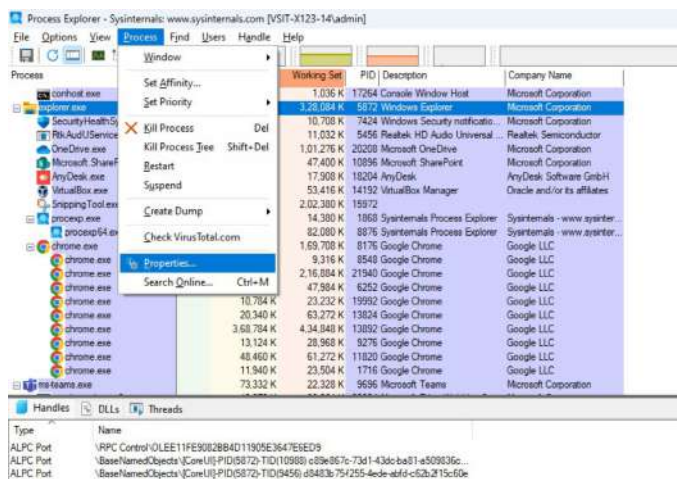 Process Explorer - Sysinternals: www.sysinternals.com [VSIT-X123-14\admin]
File Options View Process Find Users Handle Help
Window
Set Affinity...
Set Priority
Kill Process Del
Kill Process Tree Shift+Del
Restart
Suspend
Create Dump
Check VirusTotal.com
Properties...
Search Online... Ctrl+M
Process Working Set PID Description Company Name
conhost.exe 1,036 K 17264 Console Window Host Microsoft Corporation
explorer.exe 3,28,084 K 5872 Windows Explorer Microsoft Corporation
SecurityHealthSy 10,708 K 7424 Windows Security notificatio... Microsoft Corporation
RtkAudUService 11,032 K 5456 Realtek HD Audio Universal ... Realtek Semiconductor
OneDrive.exe 1,01,276 K 20208 Microsoft OneDrive Microsoft Corporation
Microsoft.ShareP 47,400 K 10896 Microsoft SharePoint Microsoft Corporation
AnyDesk.exe 17,908 K 18204 AnyDesk AnyDesk Software GmbH
VirtualBox.exe 53,416 K 14192 VirtualBox Manager Oracle and/or its affiliates
SnippingTool.exe 2,02,380 K 15972
procexp.exe 14,380 K 1868 Sysinternals Process Explorer Sysinternals - www.sysinter...
procexp64.ex 82,080 K 8876 Sysinternals Process Explorer Sysinternals - www.sysinter...
chrome.exe 1,69,708 K 8176 Google Chrome Google LLC
chrome.exe 9,316 K 8548 Google Chrome Google LLC
chrome.exe 2,16,884 K 21940 Google Chrome Google LLC
chrome.exe 47,984 K 6252 Google Chrome Google LLC
chrome.exe 10,784 K 23,232 K 19992 Google Chrome Google LLC
chrome.exe 20,340 K 63,272 K 13824 Google Chrome Google LLC
chrome.exe 3,68,784 K 4,34,848 K 13892 Google Chrome Google LLC
chrome.exe 13,124 K 28,968 K 9276 Google Chrome Google LLC
chrome.exe 48,460 K 61,272 K 11820 Google Chrome Google LLC
chrome.exe 11,940 K 23,504 K 1716 Google Chrome Google LLC
ms-teams.exe 73,332 K 22,328 K 9696 Microsoft Teams Microsoft Corporation
Handles DLLs Threads
Type Name
ALPC Port \RPC Control\OLEE11FE9082BB4D11905E3647E6ED9
ALPC Port \BaseNamedObjects\[CoreUI]-PID(5872)-TID(10988)
ALPC Port \BaseNamedObjects\[CoreUI]-PID(5872)-TID(9456)